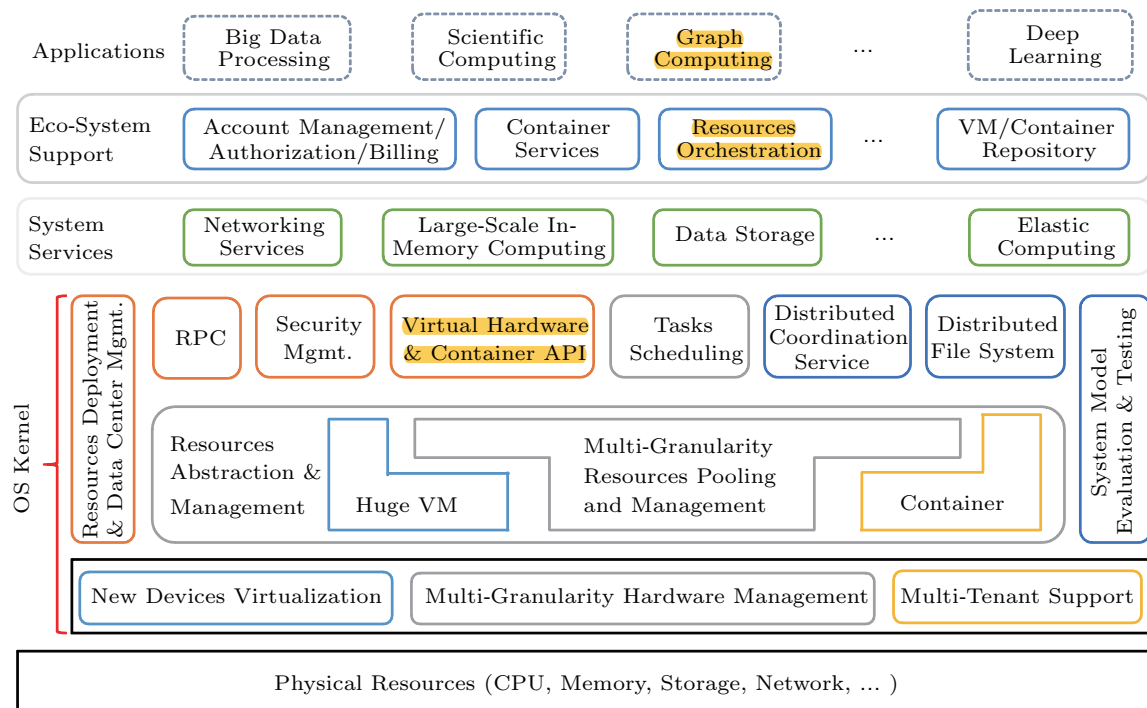 Applications
Big Data
Processing
Scientific
Computing
Graph
Computing
...
Deep
Learning
Eco-System
Support
Account Management/
Authorization/Billing
Container
Services
Resources
Orchestration
...
VM/Container
Repository
System
Services
Networking
Services
Large-Scale In-
Memory Computing
Data Storage
...
Elastic
Computing
OS Kernel
Resources Deployment
& Data Center Mgmt.
RPC
Security
Mgmt.
Virtual Hardware
& Container API
Tasks
Scheduling
Distributed
Coordination
Service
Distributed
File System
System Model
Evaluation & Testing
Resources
Abstraction &
Management
Huge VM
Multi-Granularity
Resources Pooling
and Management
Container
New Devices Virtualization
Multi-Granularity Hardware Management
Multi-Tenant Support
Physical Resources (CPU, Memory, Storage, Network, ... )